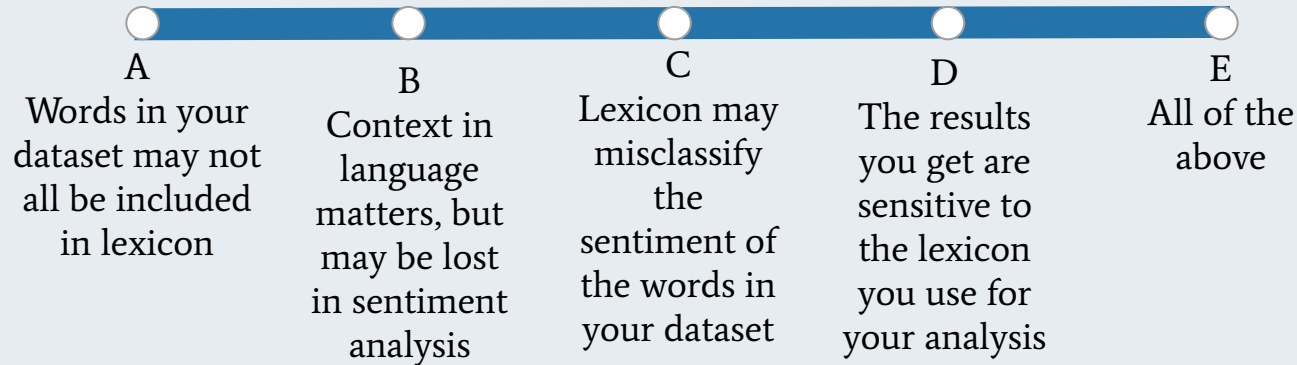 A
Words in your
dataset may not
all be included
in lexicon
B
Context in
language
matters, but
may be lost
in sentiment
analysis
C
Lexicon may
misclassify
the
sentiment of
the words in
your dataset
D
The results
you get are
sensitive to
the lexicon
you use for
your analysis
E
All of the
above